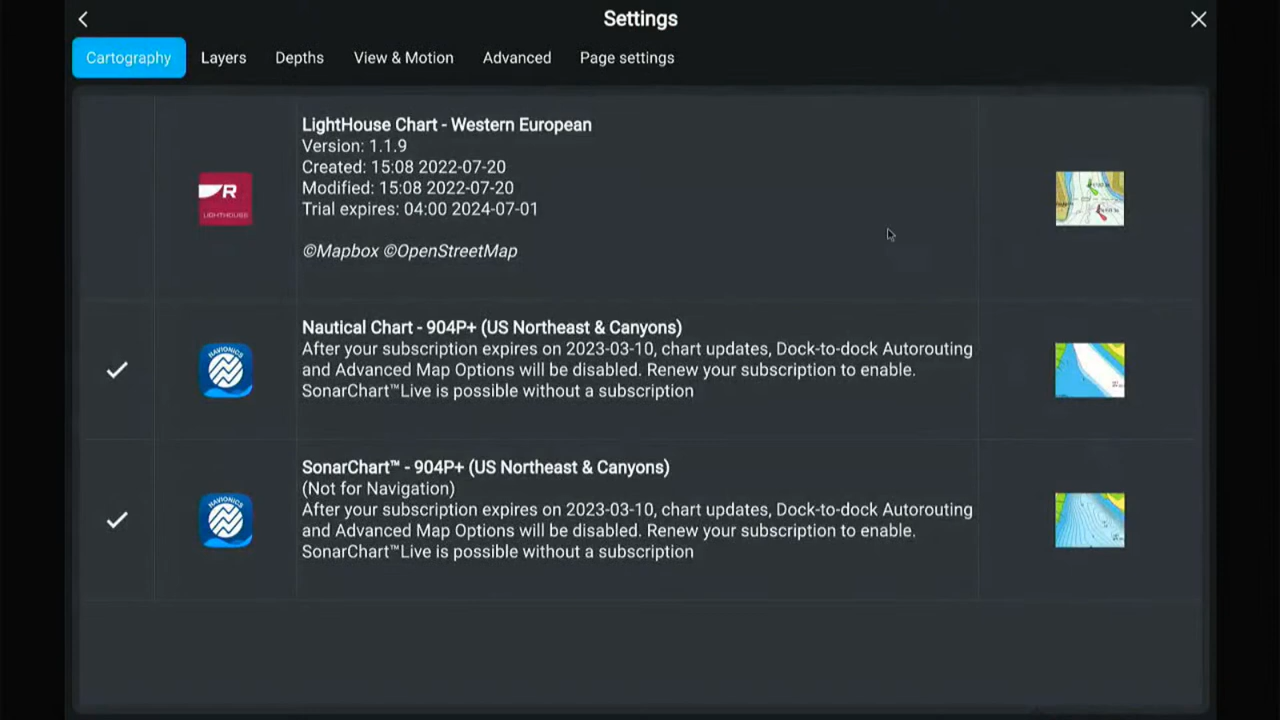 Settings
Cartography
Layers
Depths
View & Motion
Advanced
Page settings
LightHouse Chart - Western European
Version: 1.1.9
Created: 15:08 2022-07-20
Modified: 15:08 2022-07-20
Trial expires: 04:00 2024-07-01
©Mapbox ©OpenStreetMap
R
LIGHTHOUSE
Nautical Chart - 904P+ (US Northeast & Canyons)
After your subscription expires on 2023-03-10, chart updates, Dock-to-dock Autorouting
and Advanced Map Options will be disabled. Renew your subscription to enable.
SonarChart™Live is possible without a subscription
NAVIONICS
SonarChart™ - 904P+ (US Northeast & Canyons)
(Not for Navigation)
After your subscription expires on 2023-03-10, chart updates, Dock-to-dock Autorouting
and Advanced Map Options will be disabled. Renew your subscription to enable.
SonarChart™Live is possible without a subscription
NAVIONICS